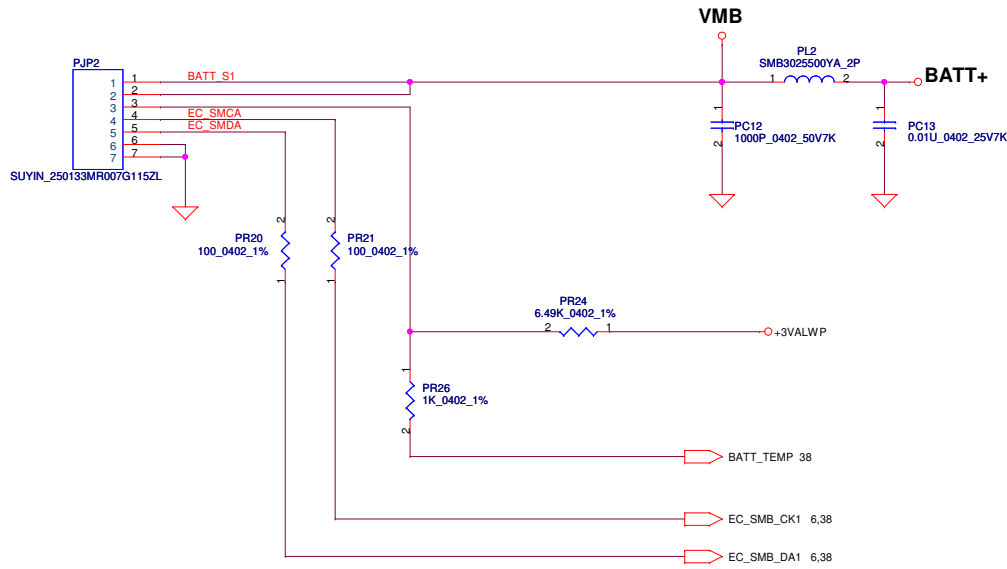 VMB
PJP2
PL2
SMB3025500YA_2P
1
1
BATT_S1
1
2
BATT+
2
2
3
3
EC_SMCA
4
4
EC_SMDA
5
5
6
6
7
7
1
PC12
1000P_0402_50V7K
2
1
PC13
0.01U_0402_25V7K
2
SUYIN_250133MR007G115ZL
2
PR20
100_0402_1%
1
2
PR21
100_0402_1%
1
PR24
6.49K_0402_1%
2
1
+3VALWP
1
PR26
1K_0402_1%
2
BATT_TEMP 38
EC_SMB_CK1 6,38
EC_SMB_DA1 6,38